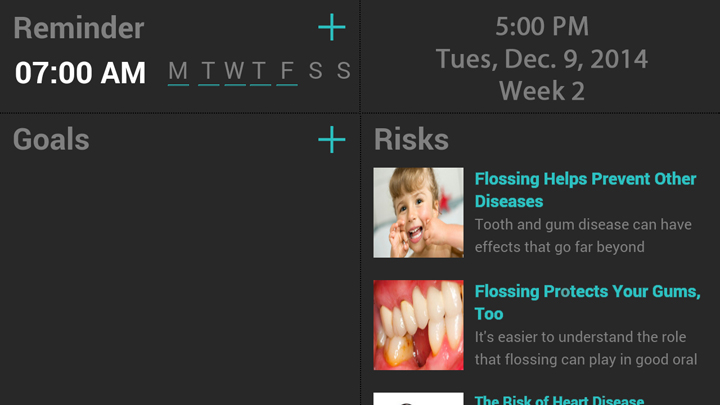 Reminder
07:00 AM M T W T F S S
5:00 PM
Tues, Dec. 9, 2014
Week 2
Goals
Risks
Flossing Helps Prevent Other
Diseases
Tooth and gum disease can have
effects that go far beyond
Flossing Protects Your Gums,
Too
It's easier to understand the role
that flossing can play in good oral
The Risk of Heart Disease